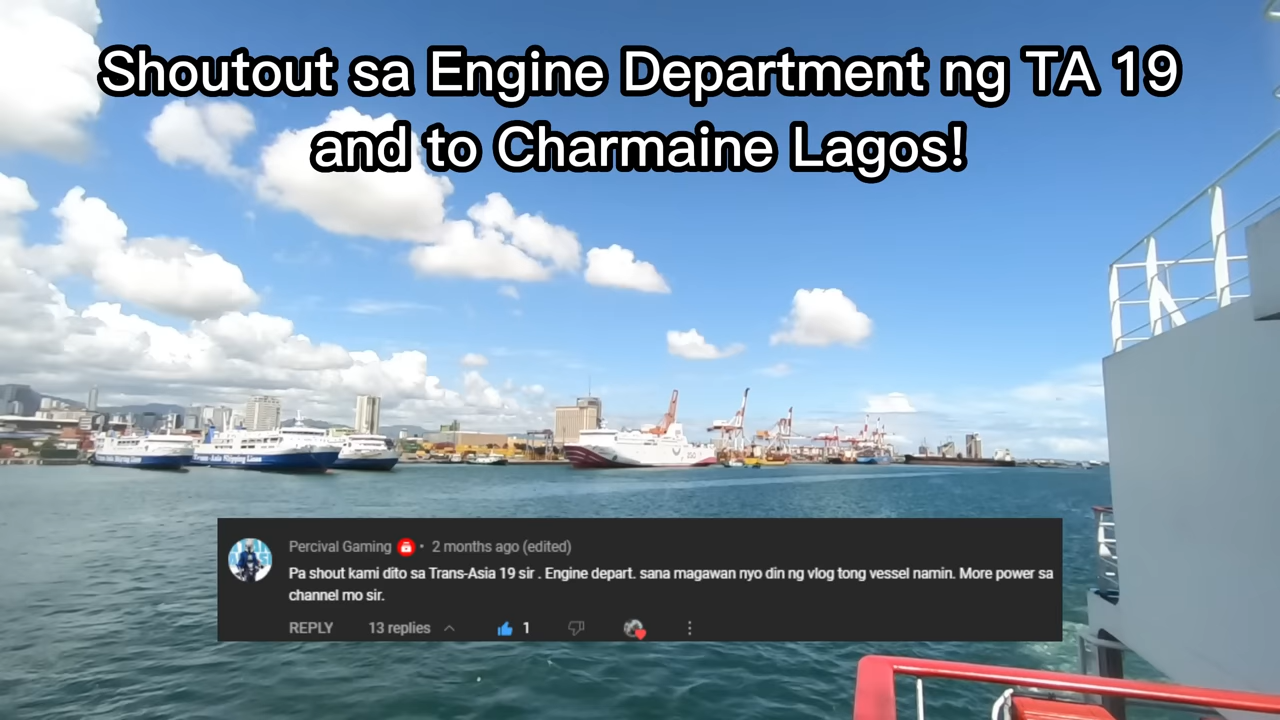 Shoutout sa Engine Department ng TA 19
and to Charmaine Lagos!
Percival Gaming • 2 months ago (edited)
Pa shout kami dito sa Trans-Asia 19 sir . Engine depart. sana magawan nyo din ng vlog tong vessel namin. More power sa
channel mo sir.
REPLY 13 replies 1